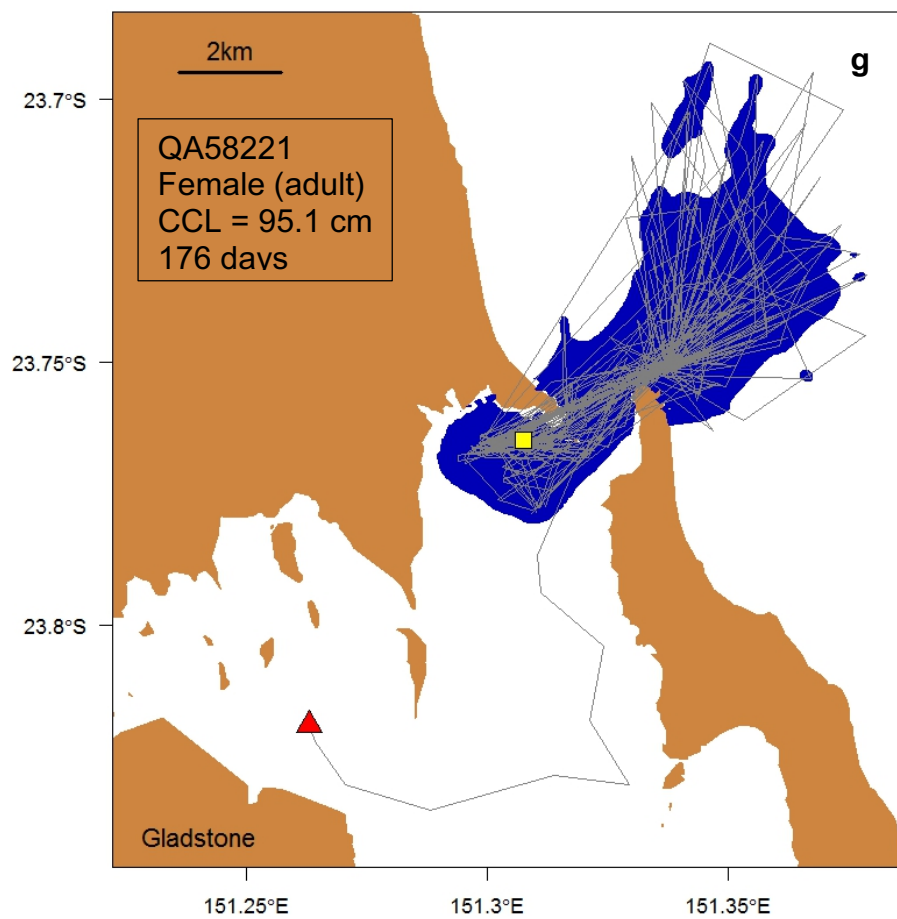 2km
g
23.7°S
QA58221
Female (adult)
CCL = 95.1 cm
176 days
23.75°S
23.8°S
Gladstone
151.25°E 151.3°E 151.35°E